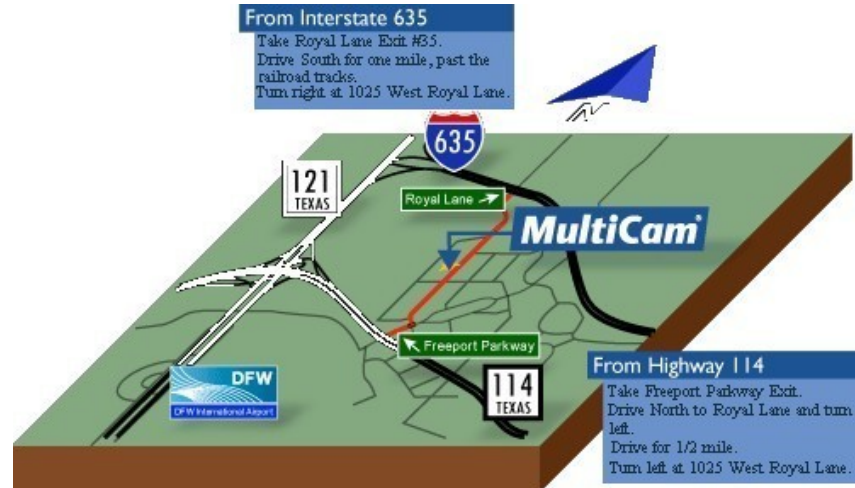 From Interstate 635
Take Royal Lane Exit #35.
Drive South for one mile, past the
railroad tracks.
Turn right at 1025 West Royal Lane.
N
635
121
TEXAS
Royal Lane
MultiCam®
Freeport Parkway
DFW
DFW International Airport
114
TEXAS
From Highway 114
Take Freeport Parkway Exit.
Drive North to Royal Lane and turn
left.
Drive for 1/2 mile.
Turn left at 1025 West Royal Lane.